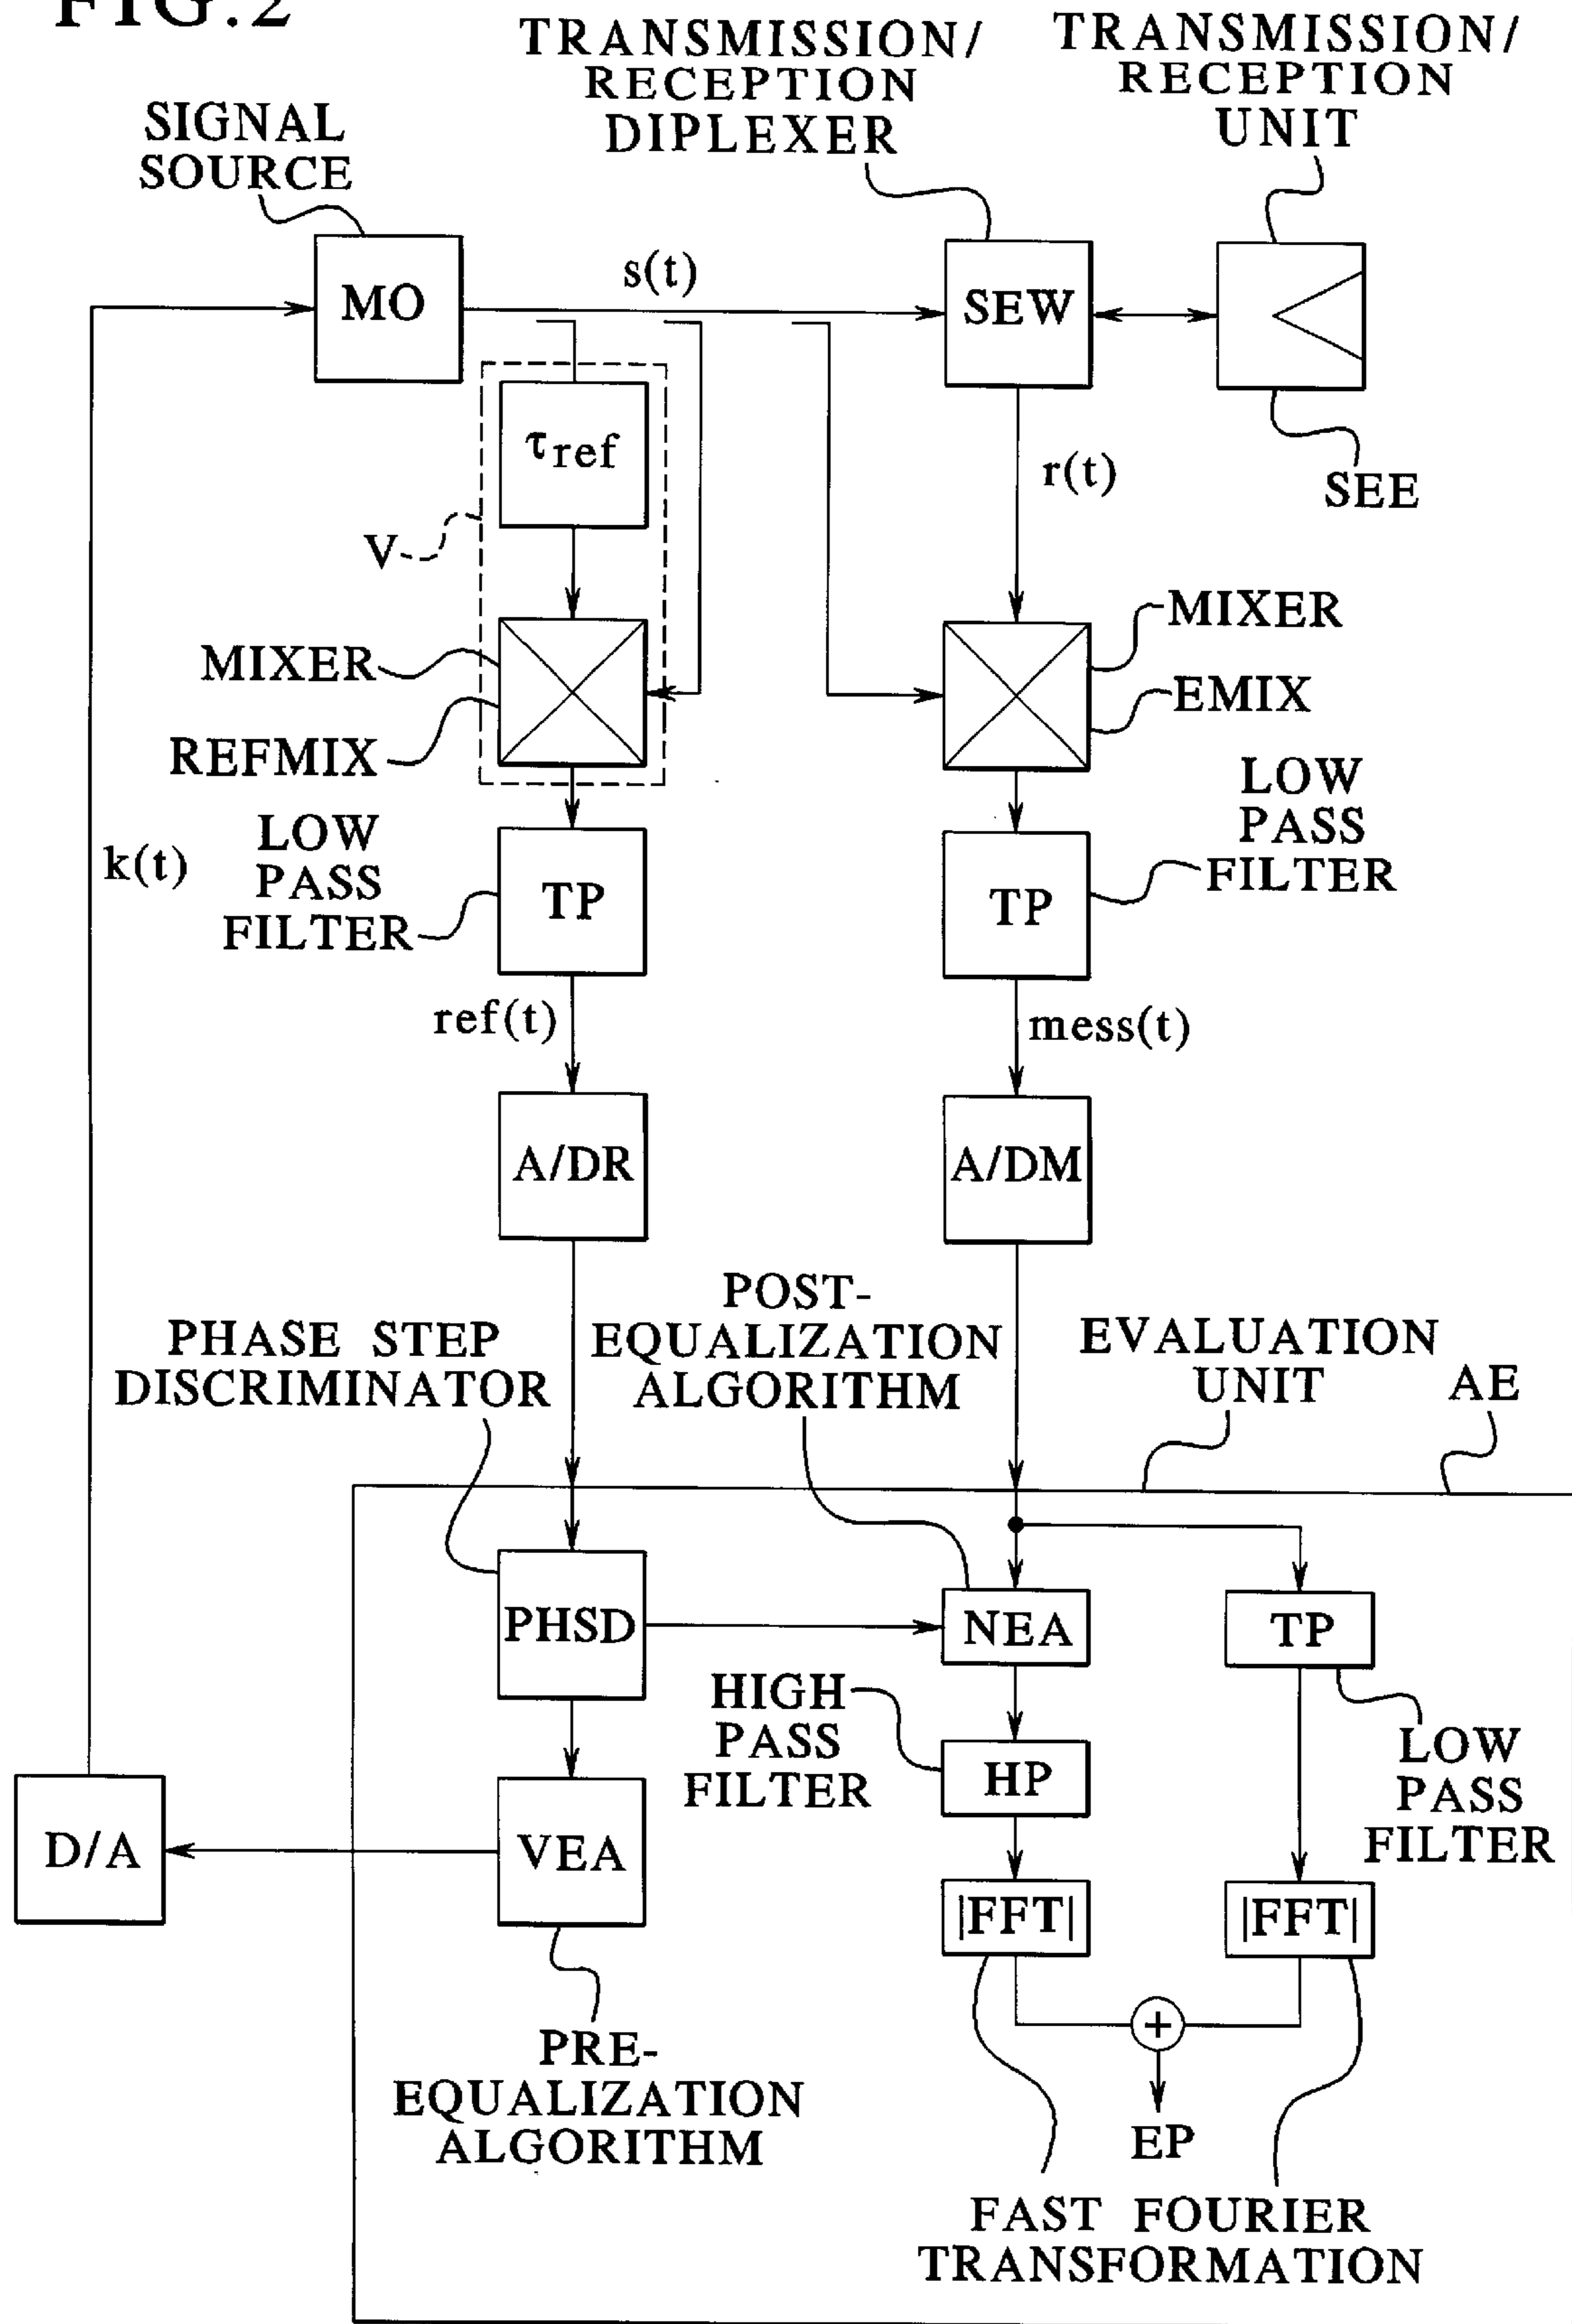 FIG.2
TRANSMISSION/
RECEPTION
DIPLEXER
TRANSMISSION/
RECEPTION
UNIT
SIGNAL
SOURCE
MO
s(t)
SEW
τref
r(t)
SEE
V
MIXER
REFMIX
MIXER
EMIX
LOW
PASS
FILTER
LOW
PASS
FILTER
k(t)
TP
TP
ref(t)
mess(t)
A/DR
A/DM
PHASE STEP
DISCRIMINATOR
POST-
EQUALIZATION
ALGORITHM
EVALUATION
UNIT
AE
PHSD
NEA
TP
HIGH
PASS
FILTER
HP
LOW
PASS
FILTER
D/A
VEA
|FFT|
|FFT|
+
PRE-
EQUALIZATION
ALGORITHM
EP
FAST FOURIER
TRANSFORMATION